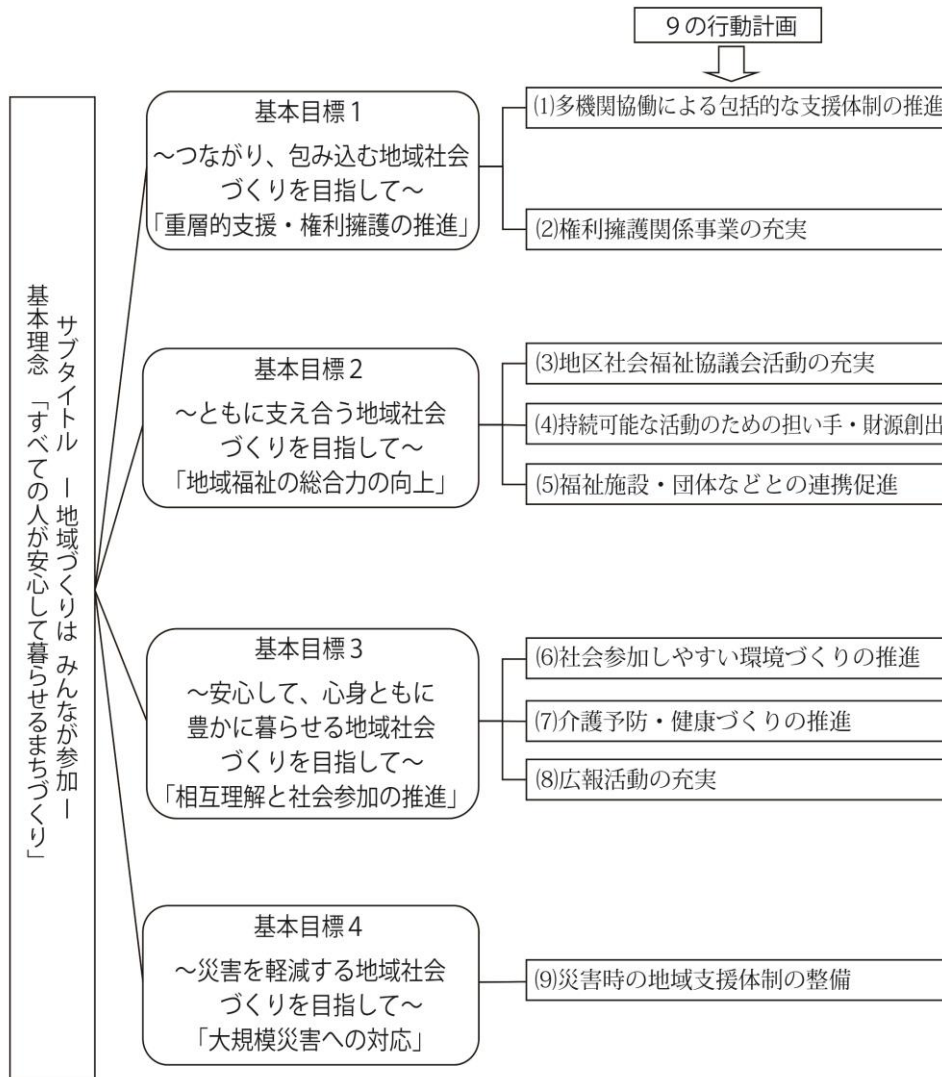 9の行動計画
基本理念 「すべての人が安心して暮らせるまちづくり」
サブタイトル ー地域づくりは みんなが参加ー
基本目標1
～つながり、包み込む地域社会
づくりを目指して～
「重層的支援・権利擁護の推進」
⑴多機関協働による包括的な支援体制の推進
⑵権利擁護関係事業の充実
基本目標2
～ともに支え合う地域社会
づくりを目指して～
「地域福祉の総合力の向上」
⑶地区社会福祉協議会活動の充実
⑷持続可能な活動のための担い手・財源創出
⑸福祉施設・団体などとの連携促進
基本目標3
～安心して、心身ともに
豊かに暮らせる地域社会
づくりを目指して～
「相互理解と社会参加の推進」
⑹社会参加しやすい環境づくりの推進
⑺介護予防・健康づくりの推進
⑻広報活動の充実
基本目標4
～災害を軽減する地域社会
づくりを目指して～
「大規模災害への対応」
⑼災害時の地域支援体制の整備